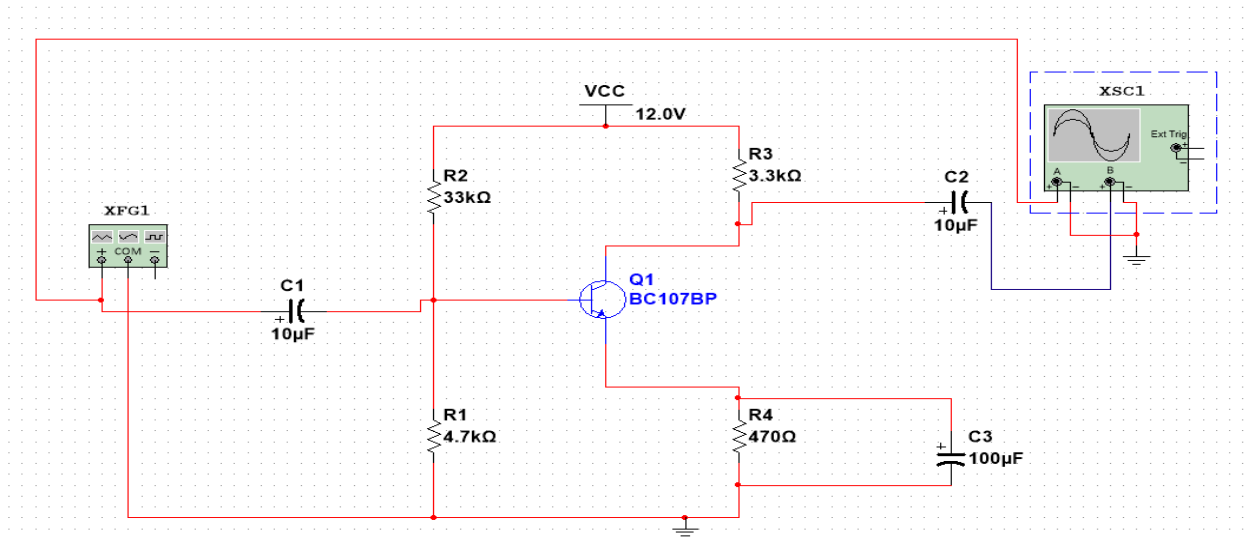 VCC
12.0V
XSC1
Ext Trig
+
−
A
B
+
−
+
−
R3
3.3kΩ
R2
33kΩ
C2
+
10µF
XFG1
+
COM
−
Q1
BC107BP
C1
+
10µF
R1
4.7kΩ
R4
470Ω
C3
+
100µF